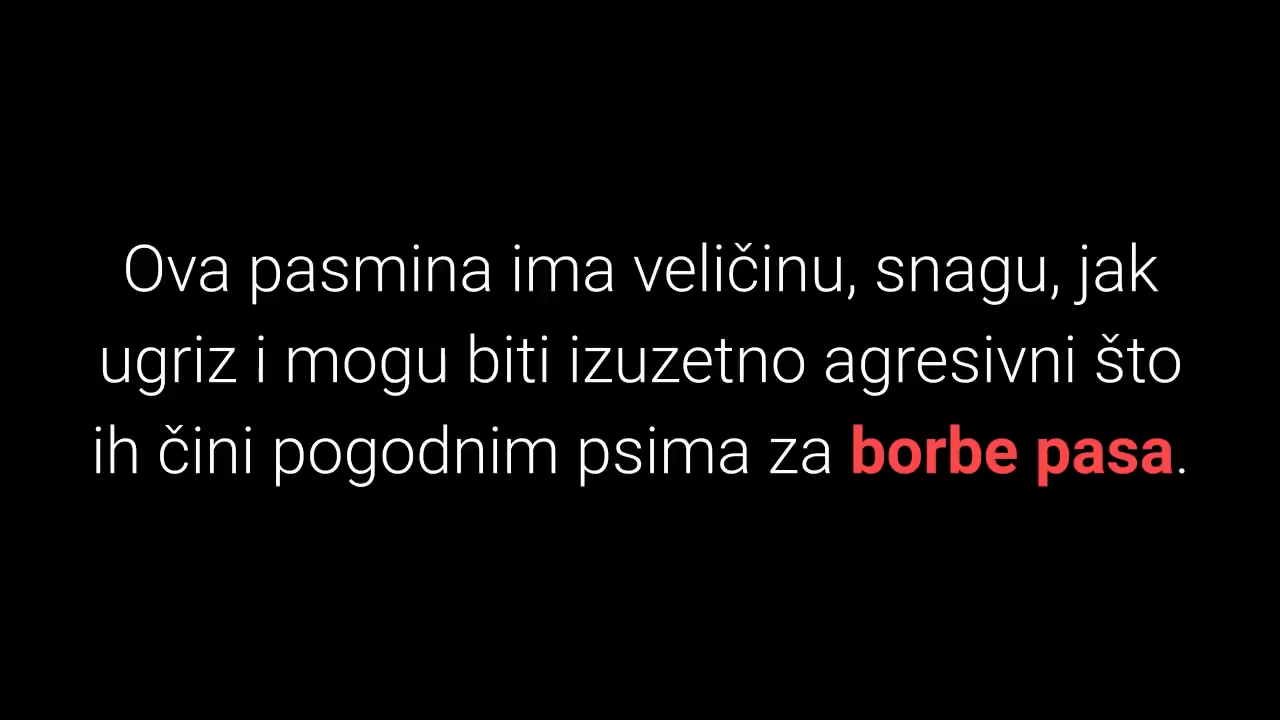 Ova pasmina ima veličinu, snagu, jak
ugriz i mogu biti izuzetno agresivni što
ih čini pogodnim psima za borbe pasa.